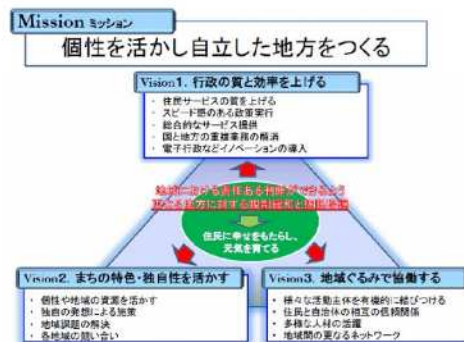 Mission ミッション
個性を活かし自立した地方をつくる
Vision1. 行政の質と効率を上げる
・ 住民サービスの質を上げる
・ スピード感のある政策実行
・ 総合的なサービス提供
・ 国と地方の重複業務の解消
・ 電子行政などイノベーションの導入
住民に幸せをもたらし、
元気を育てる
Vision2. まちの特色・独自性を活かす
・ 個性や地域の資源を活かす
・ 独自の発想による施策
・ 地域課題の解決
・ 各地域の競い合い
Vision3. 地域ぐるみで協働する
・ 様々な活動主体を有機的に結びつける
・ 住民と自治体の相互の信頼関係
・ 多様な人材の活躍
・ 地域間の更なるネットワーク